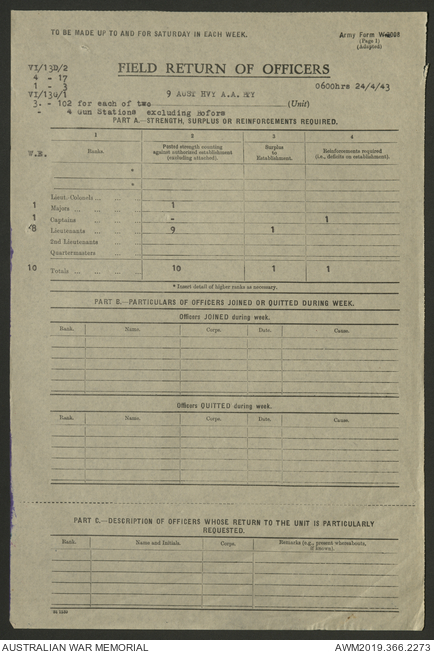 TO BE MADE UP TO AND FOR SATURDAY IN EACH WEEK.
Army Form
(Page 1)
(Adapted)
VI/13D/2
4 - 17
1 - 3
FIELD RETURN OF OFFICERS
0600hrs 24/4/43
VI/13G/1
9 AUST HVY A.A. BTY
3. - 102 for each of two (Unit)
- 4 Gun Stations excluding Bofors
PART A.—STRENGTH, SURPLUS OR REINFORCEMENTS REQUIRED.
1 2 3 4
W.E. Ranks. Posted strength counting against authorized establishment (excluding attached). Surplus to Establishment. Reinforcements required (i.e., deficits on establishment).
*
*
Lieut. Colonels ... ...
1 Majors ... ... ... 1
1 Captains ... ... ... - 1
8 Lieutenants ... ... 9 1
2nd Lieutenants ... ...
Quartermasters ... ...
10 Totals ... ... ... 10 1 1
* Insert detail of higher ranks as necessary.
PART B.—PARTICULARS OF OFFICERS JOINED OR QUITTED DURING WEEK.
Officers JOINED during week.
Rank. Name. Corps. Date. Cause.
Officers QUITTED during week.
Rank. Name. Corps. Date. Cause.
PART C.—DESCRIPTION OF OFFICERS WHOSE RETURN TO THE UNIT IS PARTICULARLY
REQUESTED.
Rank. Name and Initials. Corps. Remarks (e.g., present whereabouts, if known).
AUSTRALIAN WAR MEMORIAL AWM2019.366.2273